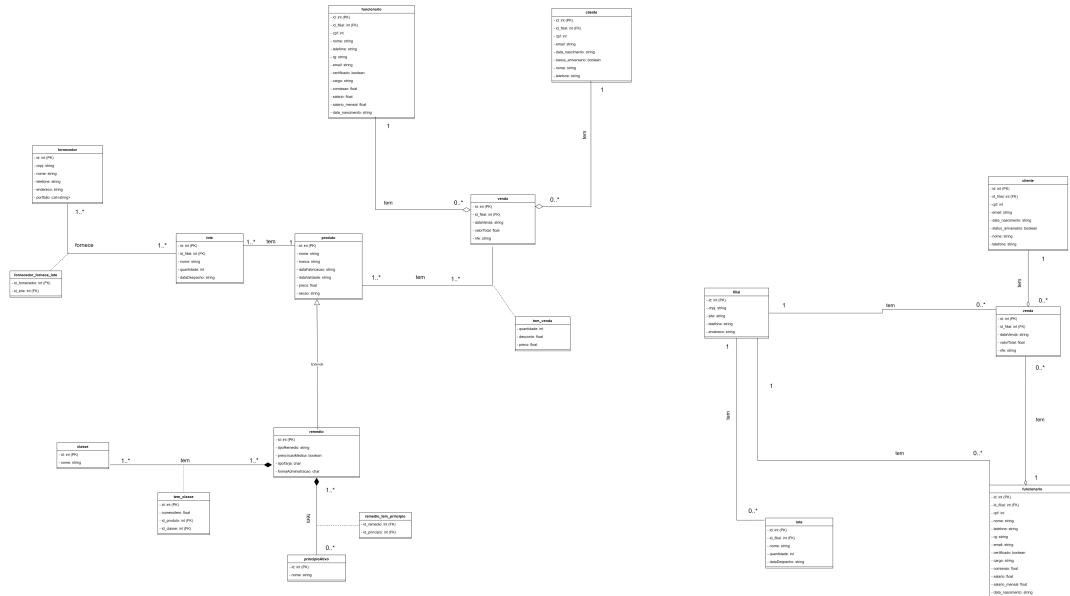 funcionario
- id: int (PK)
- id_filial: int (FK)
- cpf: int
- nome: string
- telefone: string
- rg: string
- email: string
- certificado: boolean
- cargo: string
- comissao: float
- salario: float
- salario_mensal: float
- data_nascimento: string
cliente
- id: int (PK)
- id_filial: int (FK)
- cpf: int
- email: string
- data_nascimento: string
- status_aniversario: boolean
- nome: string
- telefone: string
1
1
tem
tem
0..*
0..*
fornecedor
- id: int (PK)
- cnpj: string
- nome: string
- telefone: string
- endereco: string
- portfolio: List<string>
1..*
fornece
1..*
fornecedor_fornece_lote
- id_fornecedor: int (FK)
- id_lote: int (FK)
lote
- id: int (PK)
- id_filial: int (FK)
- nome: string
- quantidade: int
- dataDespacho: string
1..*
tem
1
produto
- id: int (PK)
- nome: string
- marca: string
- dataFabricacao: string
- dataValidade: string
- preco: float
- secao: string
venda
- id: int (PK)
- id_filial: int (FK)
- dataVenda: string
- valorTotal: float
- nfe: string
1..*
tem
1..*
tem_venda
- quantidade: int
- desconto: float
- preco: float
remedio
- id: int (PK)
- tipoRemedio: string
- prescricaoMedica: boolean
- tipoTarja: char
- formaAdministracao: char
classe
- id: int (PK)
- nome: string
1..*
tem
1..*
tem_classe
- id: int (PK)
- nomenclem: float
- id_produto: int (FK)
- id_classe: int (FK)
1..*
0..*
remedio_tem_principio
- id_remedio: int (FK)
- id_principio: int (FK)
principioAtivo
- id: int (PK)
- nome: string
cliente
- id: int (PK)
- id_filial: int (FK)
- cpf: int
- email: string
- data_nascimento: string
- status_aniversario: boolean
- nome: string
- telefone: string
1
tem
0..*
filial
- id: int (PK)
- cnpj: string
- site: string
- telefone: string
- endereco: string
1
tem
0..*
venda
- id: int (PK)
- id_filial: int (FK)
- dataVenda: string
- valorTotal: float
- nfe: string
0..*
tem
1
1
1
tem
tem
0..*
0..*
lote
- id: int (PK)
- id_filial: int (FK)
- nome: string
- quantidade: int
- dataDespacho: string
funcionario
- id: int (PK)
- id_filial: int (FK)
- cpf: int
- nome: string
- telefone: string
- rg: string
- email: string
- certificado: boolean
- cargo: string
- comissao: float
- salario: float
- salario_mensal: float
- data_nascimento: string